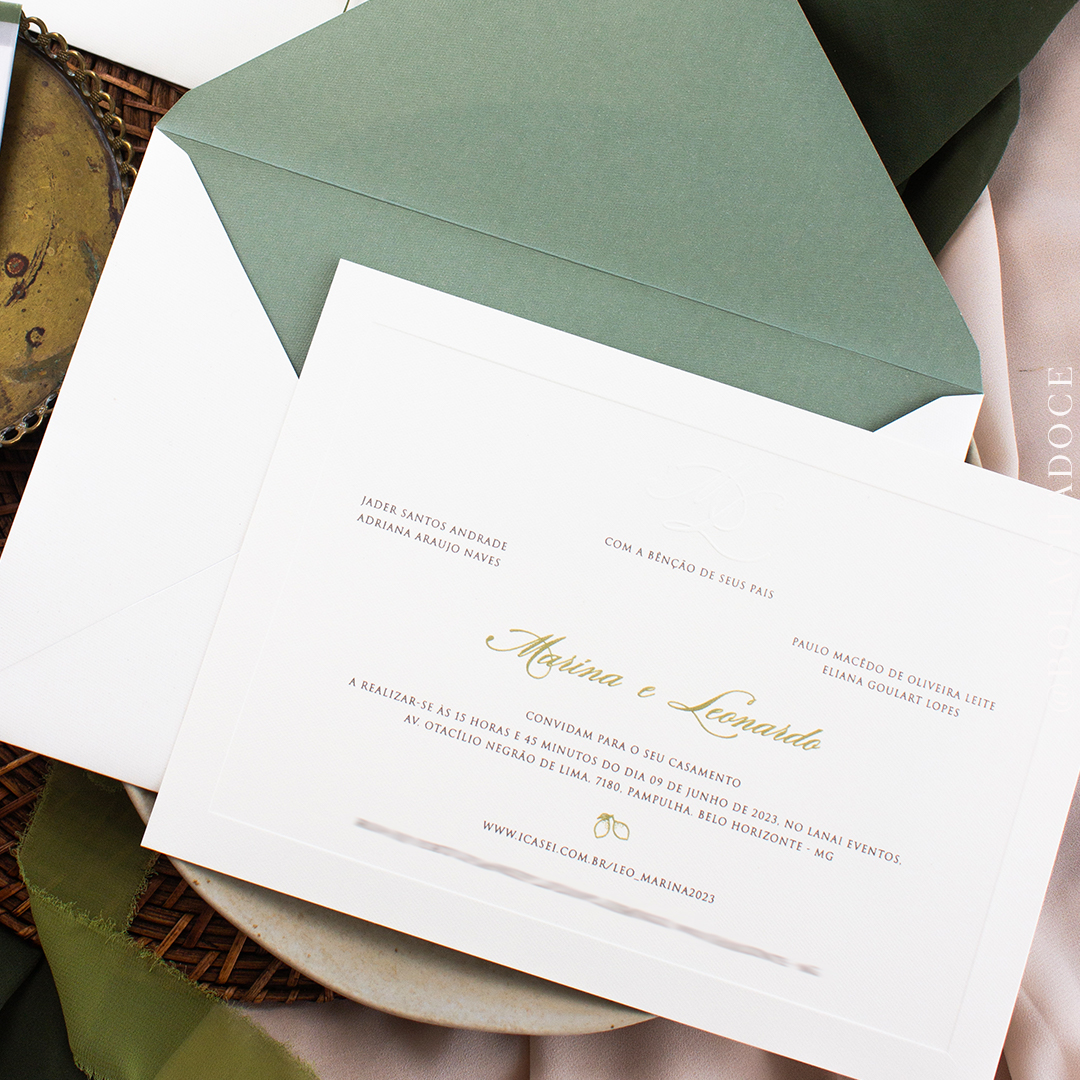 COM A BÊNÇÃO DE SEUS PAIS
JADER SANTOS ANDRADE
ADRIANA ARAUJO NAVES
PAULO MACÊDO DE OLIVEIRA LEITE
ELIANA GOULART LOPES
Marina e Leonardo
CONVIDAM PARA O SEU CASAMENTO
A REALIZAR-SE ÀS 15 HORAS E 45 MINUTOS DO DIA 09 DE JUNHO DE 2023, NO LANAI EVENTOS,
AV. OTACÍLIO NEGRÃO DE LIMA, 7180, PAMPULHA, BELO HORIZONTE - MG
WWW.ICASEI.COM.BR/LEO_MARINA2023